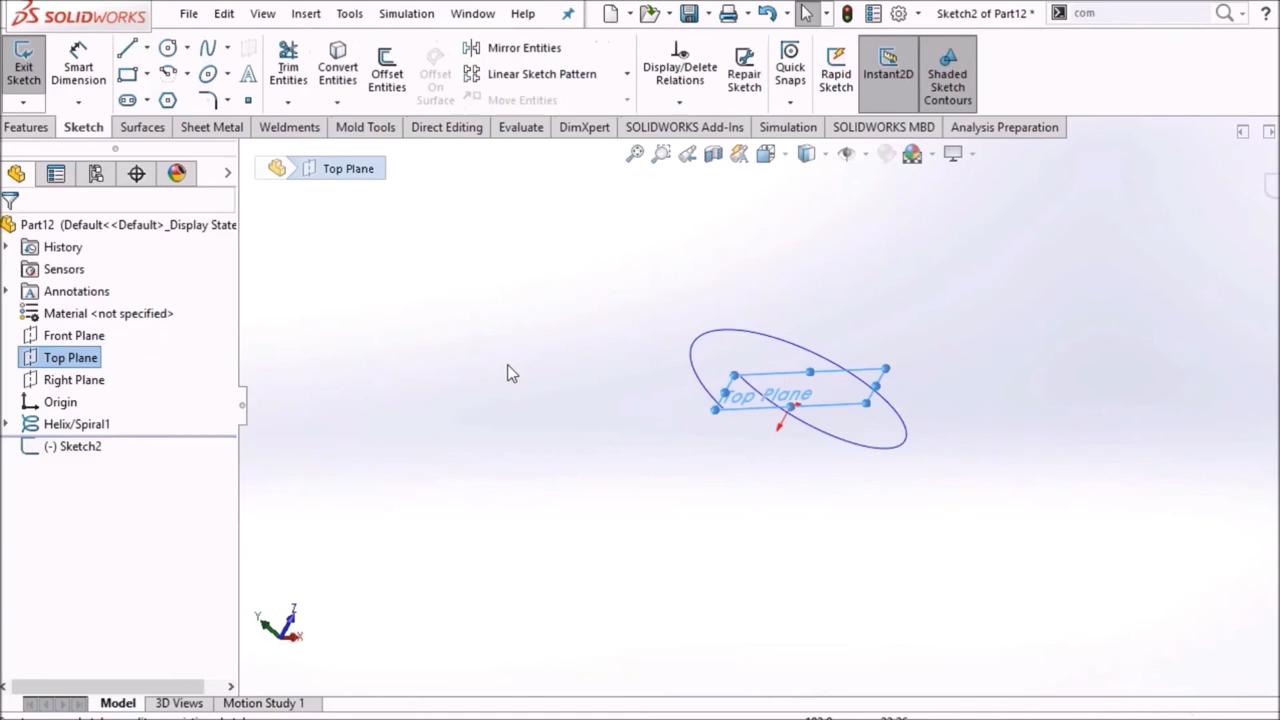 SOLIDWORKS File Edit View Insert Tools Simulation Window Help Sketch2 of Part12 * com ?
Exit Sketch Smart Dimension Trim Entities Convert Entities Offset Entities Offset On Surface Mirror Entities Linear Sketch Pattern Move Entities Display/Delete Relations Repair Sketch Quick Snaps Rapid Sketch Instant2D Shaded Sketch Contours
Features Sketch Surfaces Sheet Metal Weldments Mold Tools Direct Editing Evaluate DimXpert SOLIDWORKS Add-Ins Simulation SOLIDWORKS MBD Analysis Preparation
Top Plane
Part12 (Default<<Default>_Display State
History
Sensors
Annotations
Material <not specified>
Front Plane
Top Plane
Right Plane
Origin
Helix/Spiral1
(-) Sketch2
Top Plane
Y Z X
Model 3D Views Motion Study 1